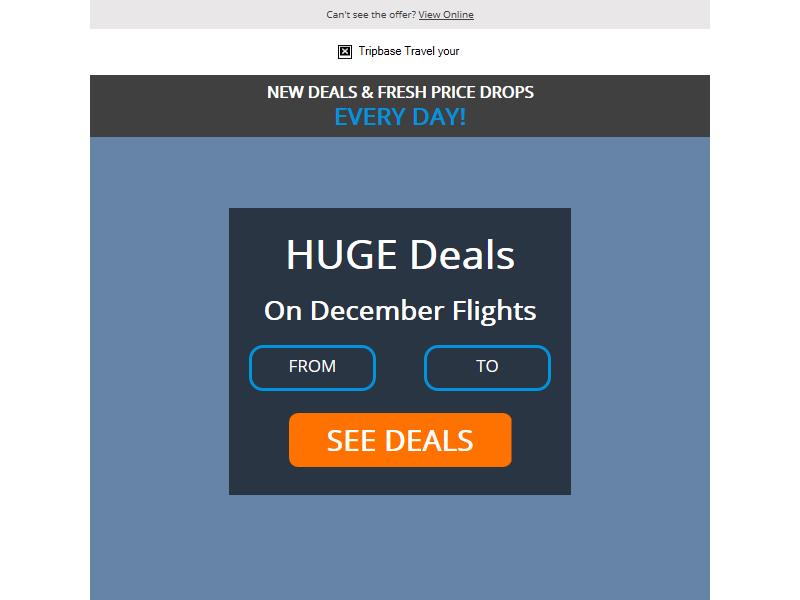 Can't see the offer? View Online
Tripbase Travel your
NEW DEALS & FRESH PRICE DROPS
EVERY DAY!
HUGE Deals
On December Flights
FROM TO
SEE DEALS